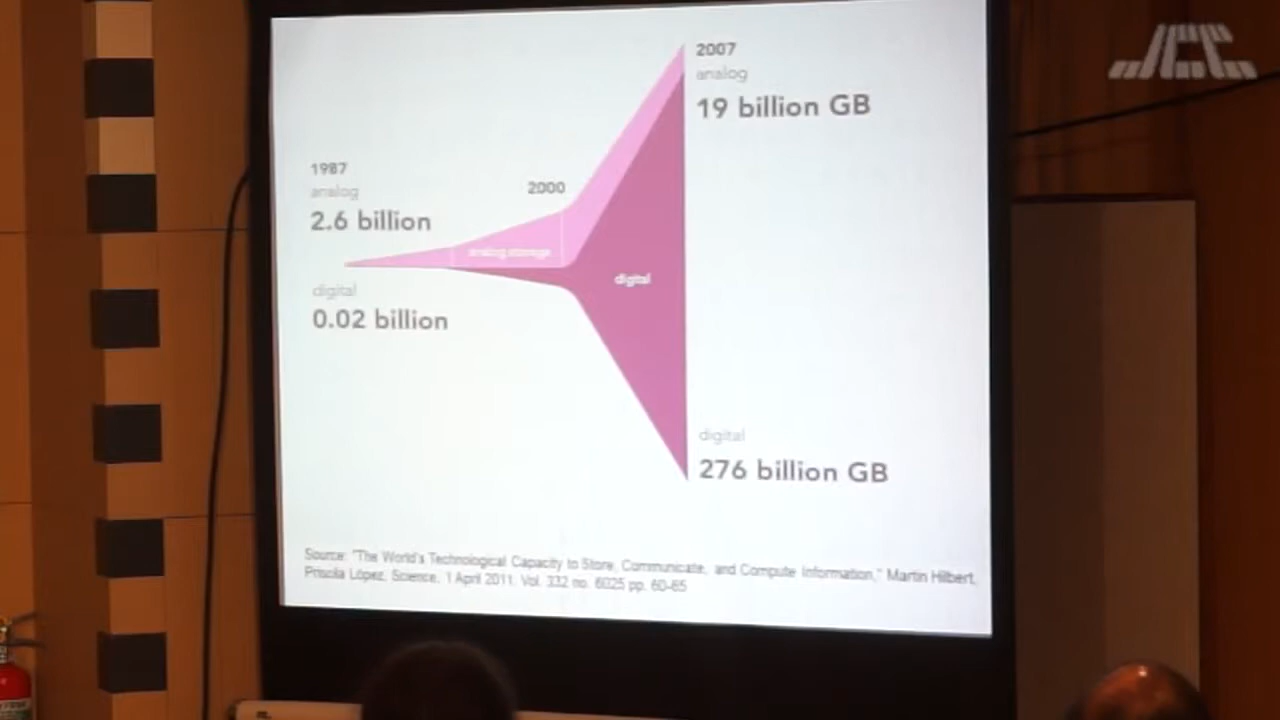 JCC
2007
analog
19 billion GB
1987
analog
2.6 billion
2000
analog storage
digital
digital
0.02 billion
digital
276 billion GB
Source: "The World's Technological Capacity to Store, Communicate, and Compute Information," Martin Hilbert,
Priscila López, Science, 1 April 2011: Vol. 332 no. 6025 pp. 60-65